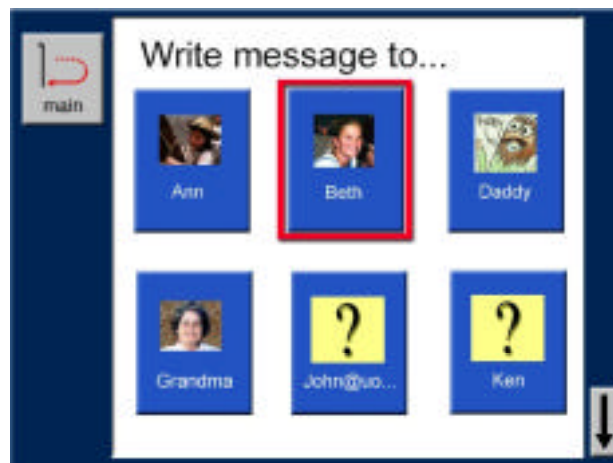 Write message to...
main
Ann
Beth
Daddy
Grandma
John@uo...
Ken
?
?